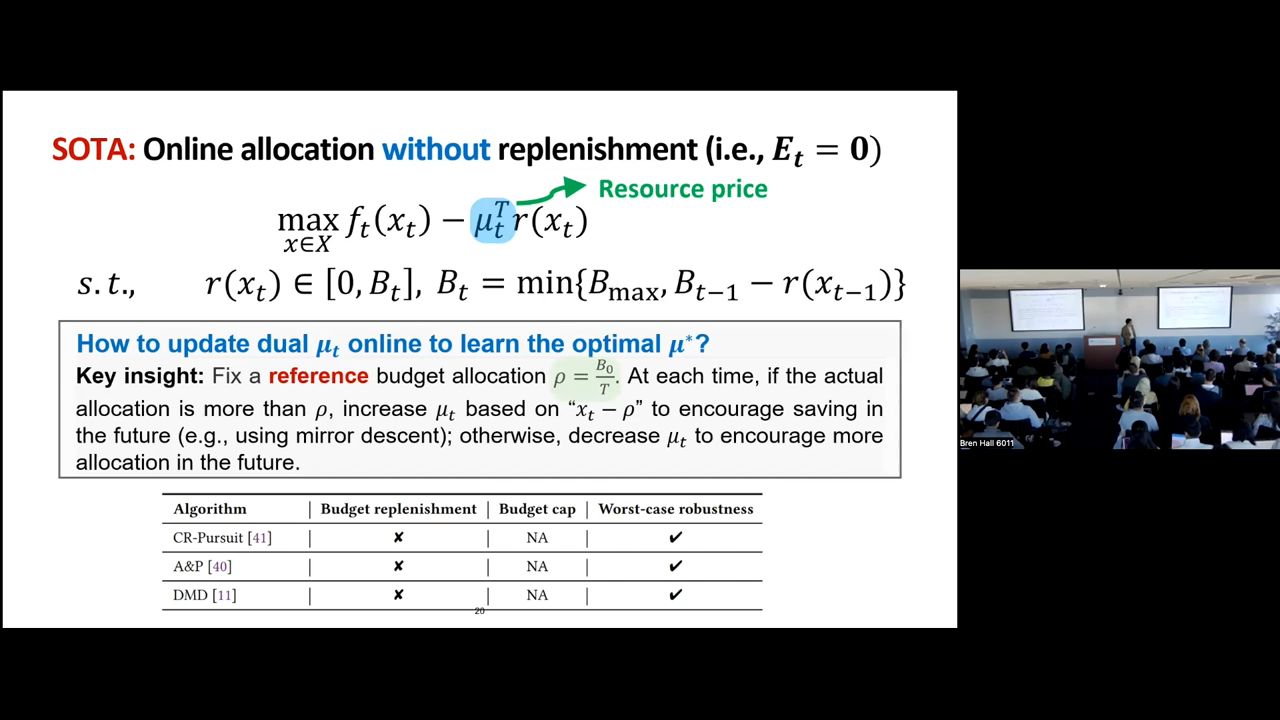 SOTA: Online allocation without replenishment (i.e., E_t = 0)
Resource price
max_{x∈X} f_t(x_t) − μ_t^T r(x_t)
s.t., r(x_t) ∈ [0, B_t], B_t = min{B_max, B_{t−1} − r(x_{t−1})}
How to update dual μ_t online to learn the optimal μ*?
Key insight: Fix a reference budget allocation ρ = B_0/T. At each time, if the actual
allocation is more than ρ, increase μ_t based on “x_t − ρ” to encourage saving in
the future (e.g., using mirror descent); otherwise, decrease μ_t to encourage more
allocation in the future.
Algorithm | Budget replenishment | Budget cap | Worst-case robustness
CR-Pursuit [41] | ✘ | NA | ✔
A&P [40] | ✘ | NA | ✔
DMD [11] | ✘ | NA | ✔
20
Bren Hall 6011